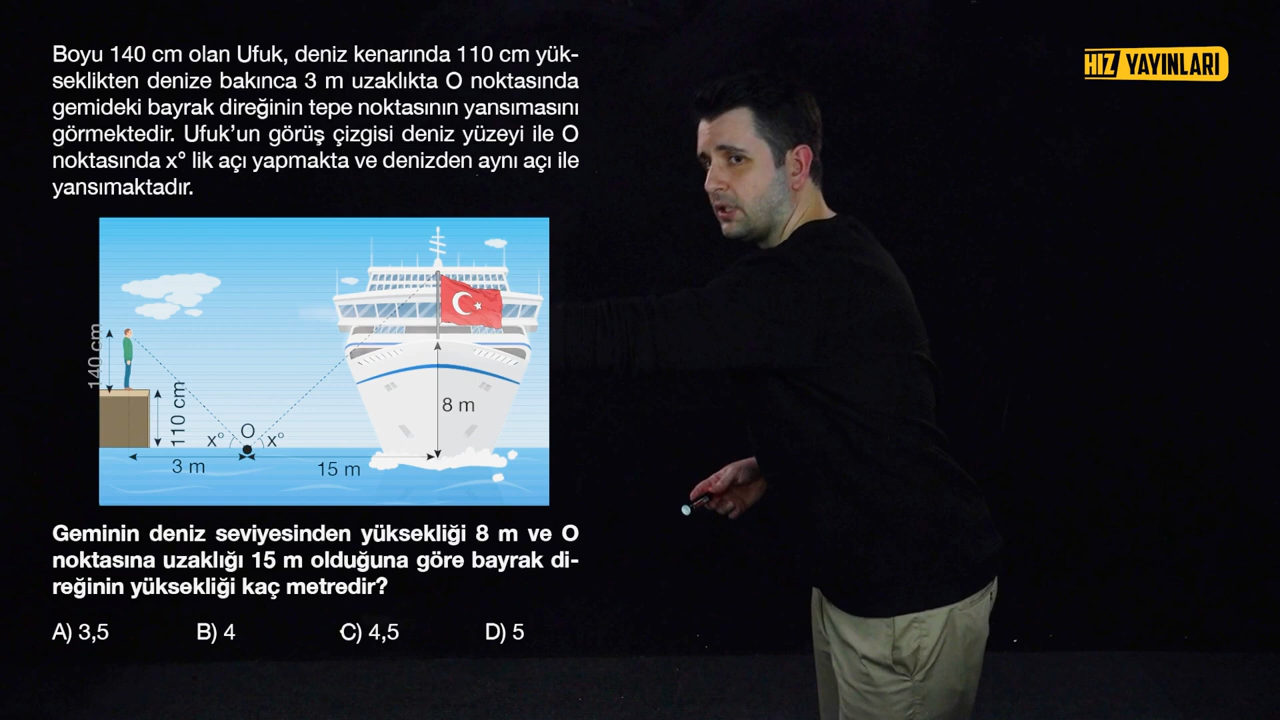 HIZ YAYINLARI
Boyu 140 cm olan Ufuk, deniz kenarında 110 cm yük-
seklikten denize bakınca 3 m uzaklıkta O noktasında
gemideki bayrak direğinin tepe noktasının yansımasını
görmektedir. Ufuk'un görüş çizgisi deniz yüzeyi ile O
noktasında x° lik açı yapmakta ve denizden aynı açı ile
yansımaktadır.
140 cm
110 cm
8 m
x° O x°
3 m
15 m
Geminin deniz seviyesinden yüksekliği 8 m ve O
noktasına uzaklığı 15 m olduğuna göre bayrak di-
reğinin yüksekliği kaç metredir?
A) 3,5 B) 4 C) 4,5 D) 5